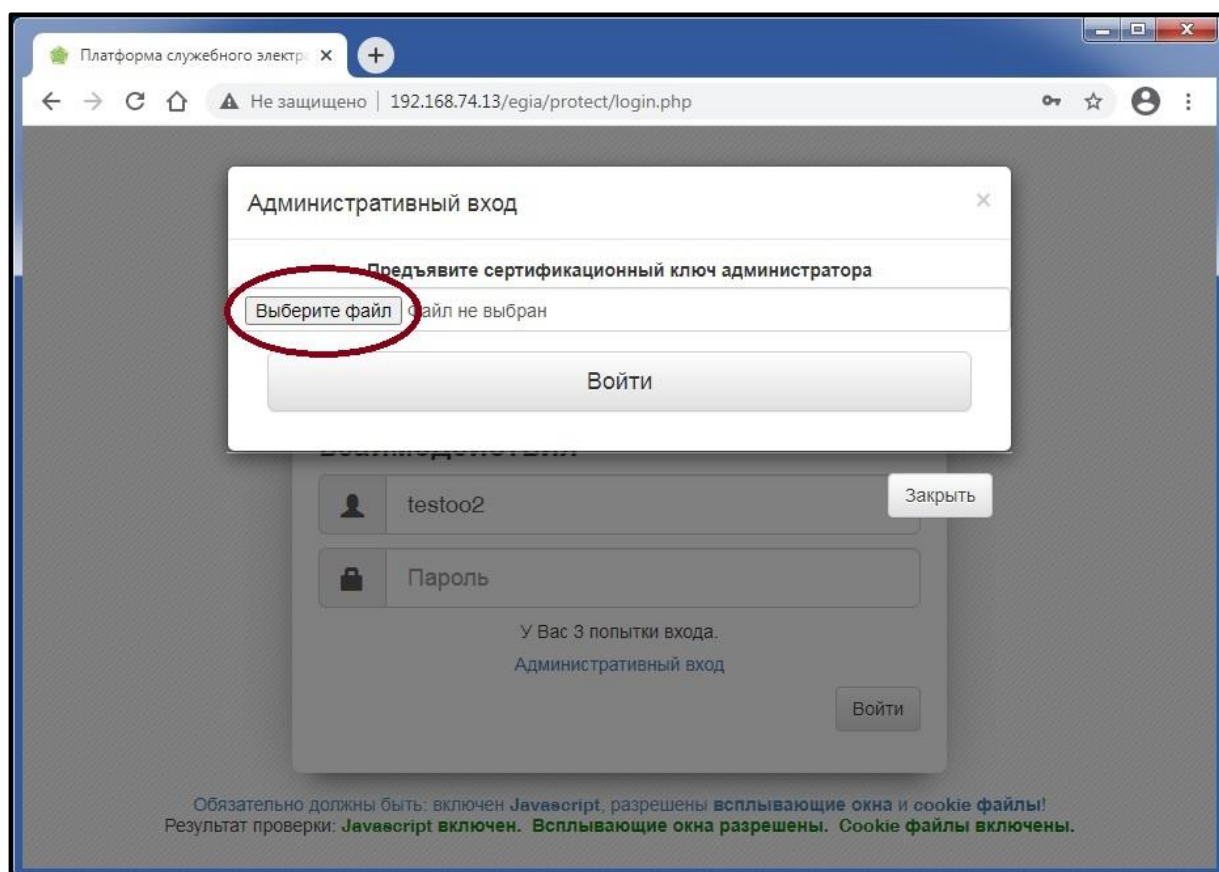 Платформа служебного электр
Не защищено | 192.168.74.13/egia/protect/login.php
Административный вход
Предъявите сертификационный ключ администратора
Выберите файл Файл не выбран
Войти
Закрыть
testoo2
Пароль
У Вас 3 попытки входа.
Административный вход
Войти
Обязательно должны быть: включен Javascript, разрешены всплывающие окна и cookie файлы!
Результат проверки: Javascript включен. Всплывающие окна разрешены. Cookie файлы включены.